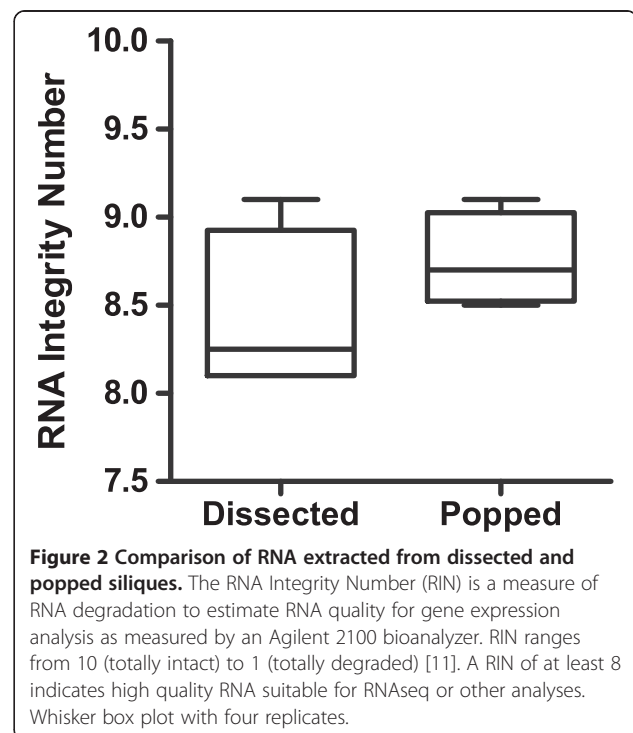 10.0
9.5
9.0
8.5
8.0
7.5
RNA Integrity Number
Dissected Popped
Figure 2 Comparison of RNA extracted from dissected and
popped siliques. The RNA Integrity Number (RIN) is a measure of
RNA degradation to estimate RNA quality for gene expression
analysis as measured by an Agilent 2100 bioanalyzer. RIN ranges
from 10 (totally intact) to 1 (totally degraded) [11]. A RIN of at least 8
indicates high quality RNA suitable for RNAseq or other analyses.
Whisker box plot with four replicates.